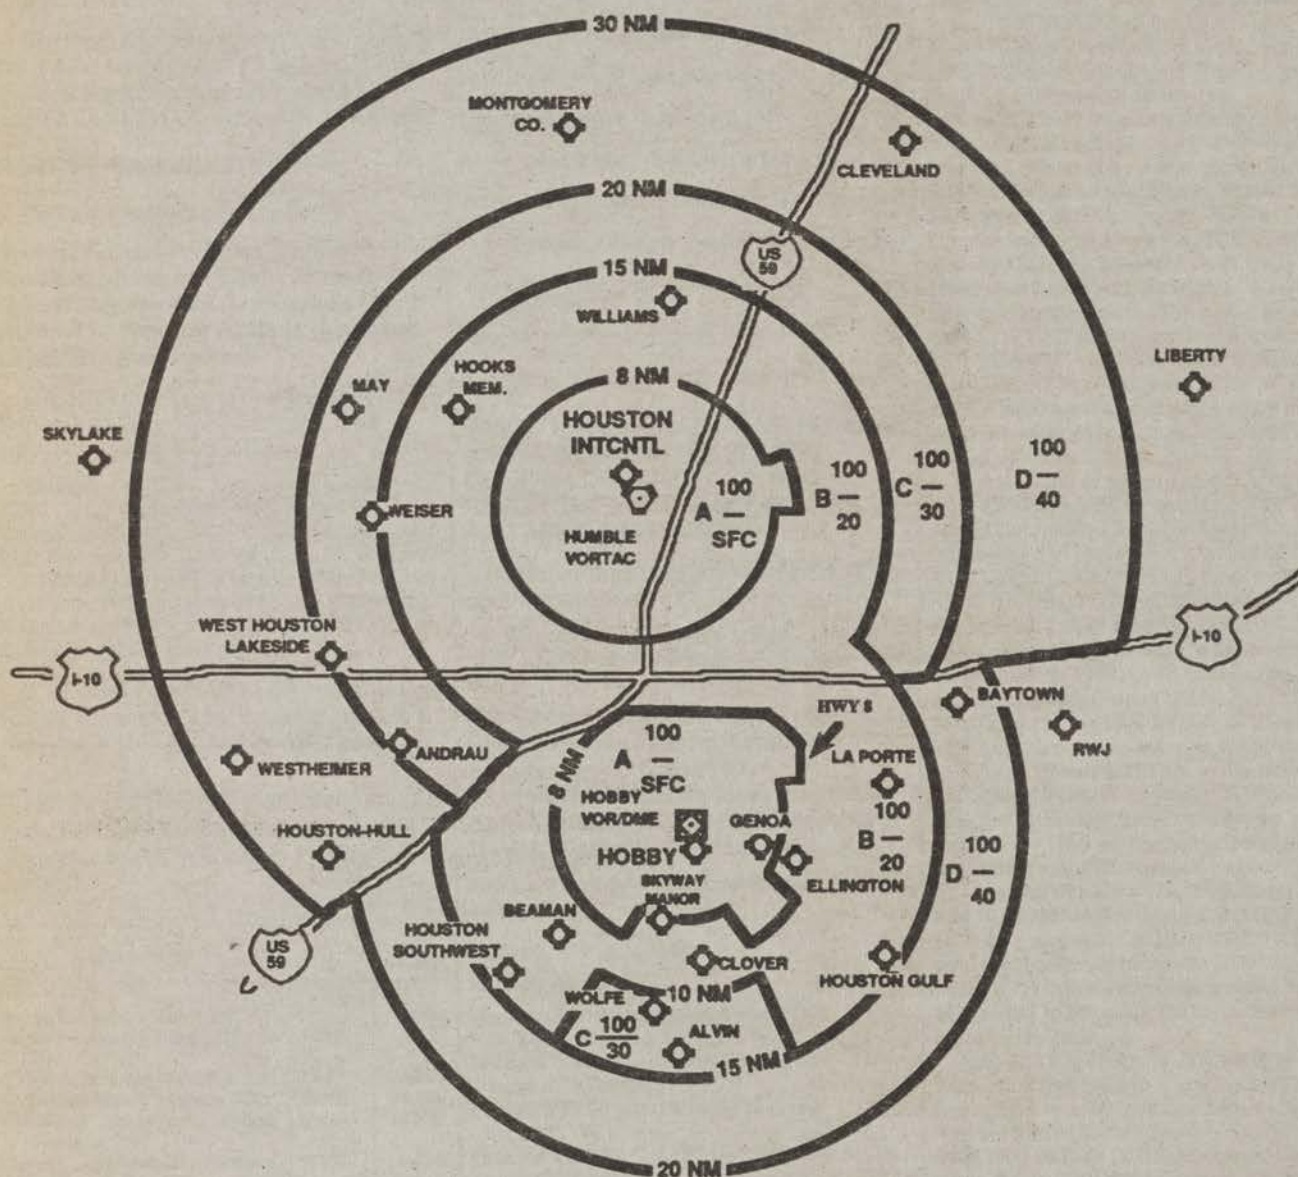 30 NM
MONTGOMERY
CO.
CLEVELAND
20 NM
US
59
15 NM
WILLIAMS
LIBERTY
HOOKS
MEM.
8 NM
MAY
HOUSTON
INTCNTL
SKYLAKE
100
A —
SFC
100
B —
20
100
C —
30
100
D —
40
WEISER
HUMBLE
VORTAC
WEST HOUSTON
LAKESIDE
I-10
I-10
BAYTOWN
HWY 8
RWJ
ANDRAU
WESTHEIMER
100
A —
SFC
8 NM
LA PORTE
HOBBY
VOR/DME
GENOA
100
B —
20
HOUSTON-HULL
HOBBY
ELLINGTON
100
D —
40
SKYWAY
MANOR
BEAMAN
HOUSTON
SOUTHWEST
US
59
CLOVER
HOUSTON GULF
WOLFE
10 NM
C 100
30
ALVIN
15 NM
20 NM